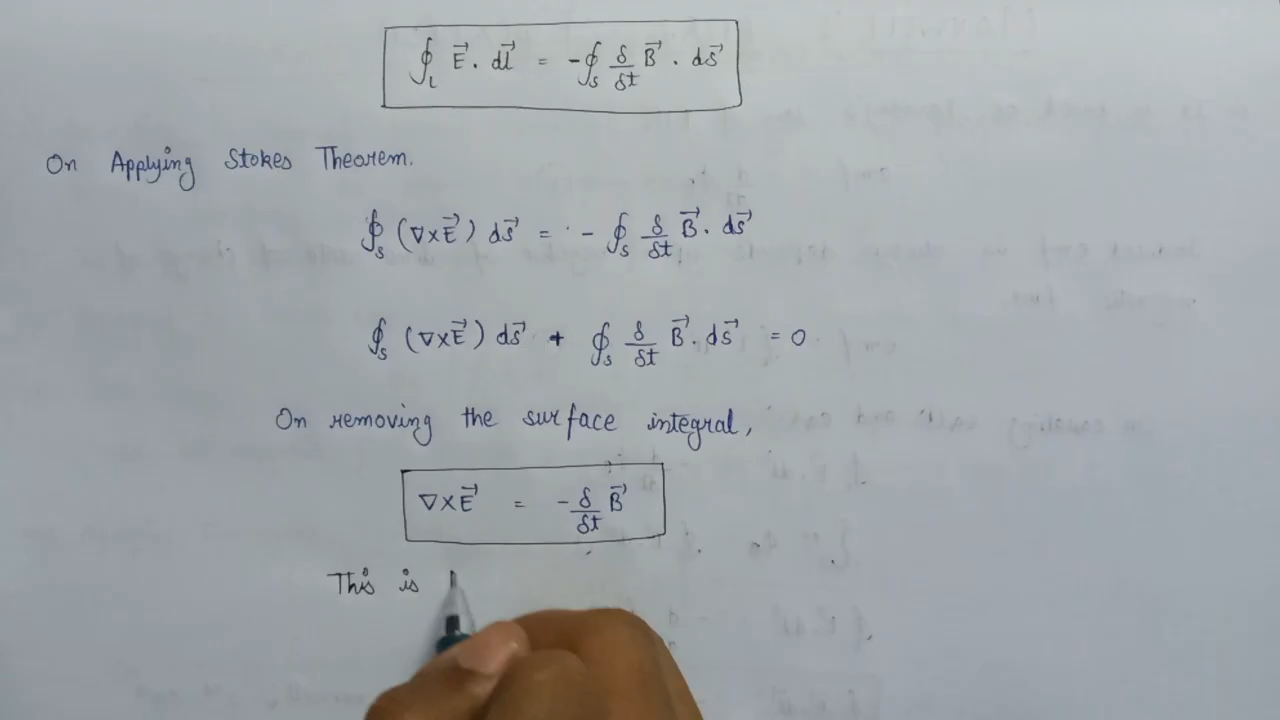 ∮_L E⃗ . dl⃗ = -∮_S δ/δt B⃗ . ds⃗
On Applying Stokes Theorem.
∮_S (∇×E⃗) ds⃗ = - ∮_S δ/δt B⃗ . ds⃗
∮_S (∇×E⃗) ds⃗ + ∮_S δ/δt B⃗ . ds⃗ = 0
On removing the surface integral,
∇×E⃗ = -δ/δt B⃗
This is